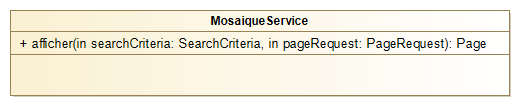 MosaiqueService
+ afficher(in searchCriteria: SearchCriteria, in pageRequest: PageRequest): Page